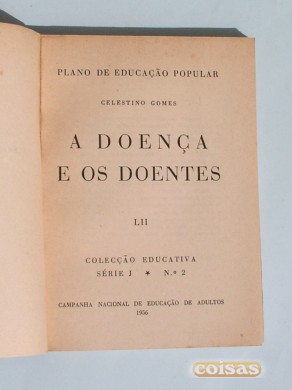 PLANO DE EDUCAÇÃO POPULAR
CELESTINO GOMES
A DOENÇA
E OS DOENTES
LII
COLECÇÃO EDUCATIVA
SÉRIE J ★ N.º 2
CAMPANHA NACIONAL DE EDUCAÇÃO DE ADULTOS
1956
coisas